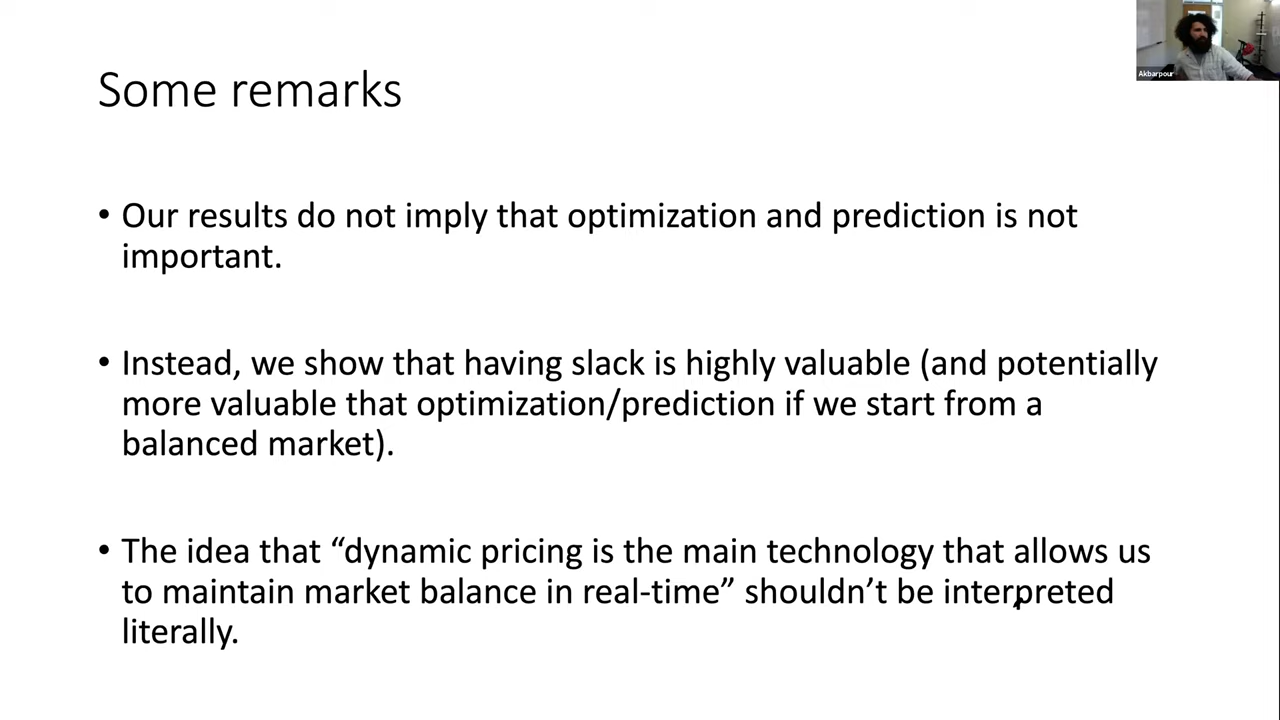 Akbarpour
Some remarks
• Our results do not imply that optimization and prediction is not
important.
• Instead, we show that having slack is highly valuable (and potentially
more valuable that optimization/prediction if we start from a
balanced market).
• The idea that “dynamic pricing is the main technology that allows us
to maintain market balance in real-time” shouldn’t be interpreted
literally.